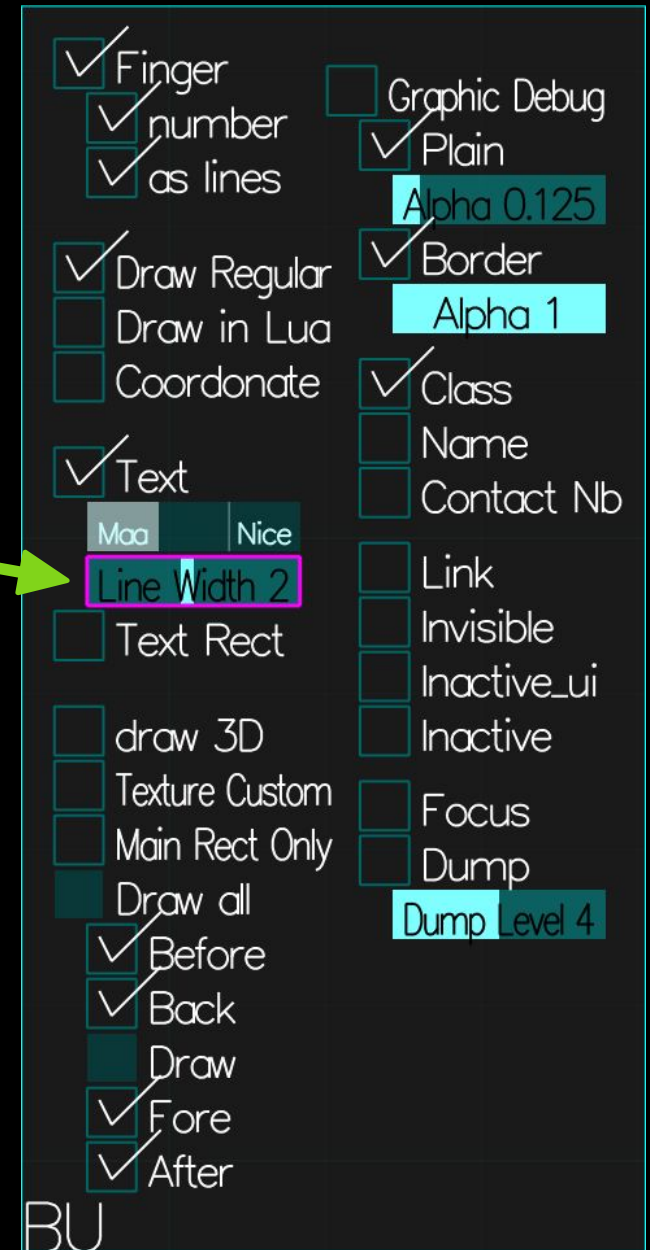 Finger
number
as lines
Draw Regular
Draw in Lua
Coordonate
Text
Maa Nice
Line Width 2
Text Rect
draw 3D
Texture Custom
Main Rect Only
Draw all
Before
Back
Draw
Fore
After
BU
Graphic Debug
Plain
Alpha 0.125
Border
Alpha 1
Class
Name
Contact Nb
Link
Invisible
Inactive_ui
Inactive
Focus
Dump
Dump Level 4